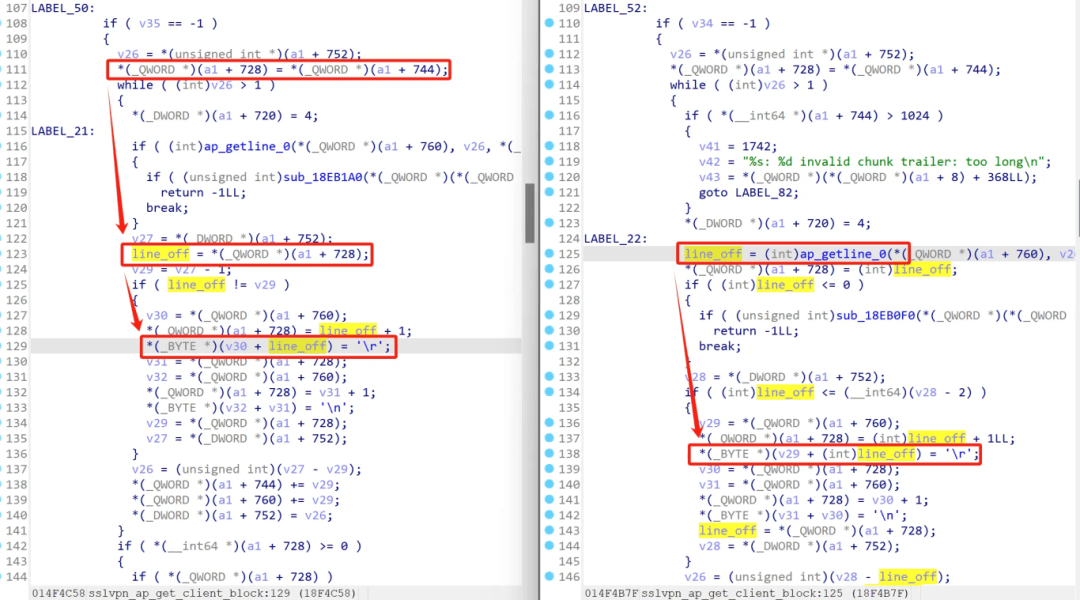 107 LABEL_50:
108 if ( v35 == -1 )
109 {
110 v26 = *(unsigned int *)(a1 + 752);
111 *(_QWORD *)(a1 + 728) = *(_QWORD *)(a1 + 744);
112 while ( (int)v26 > 1 )
113 {
114 *(_DWORD *)(a1 + 720) = 4;
115 LABEL_21:
116 if ( (int)ap_getline_0(*(_QWORD *)(a1 + 760), v26, *(_
117 {
118 if ( (unsigned int)sub_18EB1A0(*(_QWORD *)(*(_QWORD
119 return -1LL;
120 break;
121 }
122 v27 = *(_DWORD *)(a1 + 752);
123 line_off = *(_QWORD *)(a1 + 728);
124 v29 = v27 - 1;
125 if ( line_off != v29 )
126 {
127 v30 = *(_QWORD *)(a1 + 760);
128 *(_QWORD *)(a1 + 728) = line_off + 1;
129 *(_BYTE *)(v30 + line_off) = '\r';
130 v31 = *(_QWORD *)(a1 + 728);
131 v32 = *(_QWORD *)(a1 + 760);
132 *(_QWORD *)(a1 + 728) = v31 + 1;
133 *(_BYTE *)(v32 + v31) = '\n';
134 v29 = *(_QWORD *)(a1 + 728);
135 v27 = *(_DWORD *)(a1 + 752);
136 }
137 v26 = (unsigned int)(v27 - v29);
138 *(_QWORD *)(a1 + 744) += v29;
139 *(_QWORD *)(a1 + 760) += v29;
140 *(_DWORD *)(a1 + 752) = v26;
141 }
142 if ( *(__int64 *)(a1 + 728) >= 0 )
143 {
144 if ( *(_QWORD *)(a1 + 728) )
014F4C58 sslvpn_ap_get_client_block:129 (18F4C58)
109 LABEL_52:
110 if ( v34 == -1 )
111 {
112 v26 = *(unsigned int *)(a1 + 752);
113 *(_QWORD *)(a1 + 728) = *(_QWORD *)(a1 + 744);
114 while ( (int)v26 > 1 )
115 {
116 if ( *(__int64 *)(a1 + 744) > 1024 )
117 {
118 v41 = 1742;
119 v42 = "%s: %d invalid chunk trailer: too long\n";
120 v43 = *(_QWORD *)(*(_QWORD *)(a1 + 8) + 368LL);
121 goto LABEL_82;
122 }
123 *(_DWORD *)(a1 + 720) = 4;
124 LABEL_22:
125 line_off = (int)ap_getline_0(*(_QWORD *)(a1 + 760), v2
126 *(_QWORD *)(a1 + 728) = (int)line_off;
127 if ( (int)line_off <= 0 )
128 {
129 if ( (unsigned int)sub_18EB0F0(*(_QWORD *)(*(_QWORD
130 return -1LL;
131 break;
132 }
133 v28 = *(_DWORD *)(a1 + 752);
134 if ( (int)line_off <= (__int64)(v28 - 2) )
135 {
136 v29 = *(_QWORD *)(a1 + 760);
137 *(_QWORD *)(a1 + 728) = (int)line_off + 1LL;
138 *(_BYTE *)(v29 + (int)line_off) = '\r';
139 v30 = *(_QWORD *)(a1 + 728);
140 v31 = *(_QWORD *)(a1 + 760);
141 *(_QWORD *)(a1 + 728) = v30 + 1;
142 *(_BYTE *)(v31 + v30) = '\n';
143 line_off = *(_QWORD *)(a1 + 728);
144 v28 = *(_DWORD *)(a1 + 752);
145 }
146 v26 = (unsigned int)(v28 - line_off);
014F4B7F sslvpn_ap_get_client_block:125 (18F4B7F)